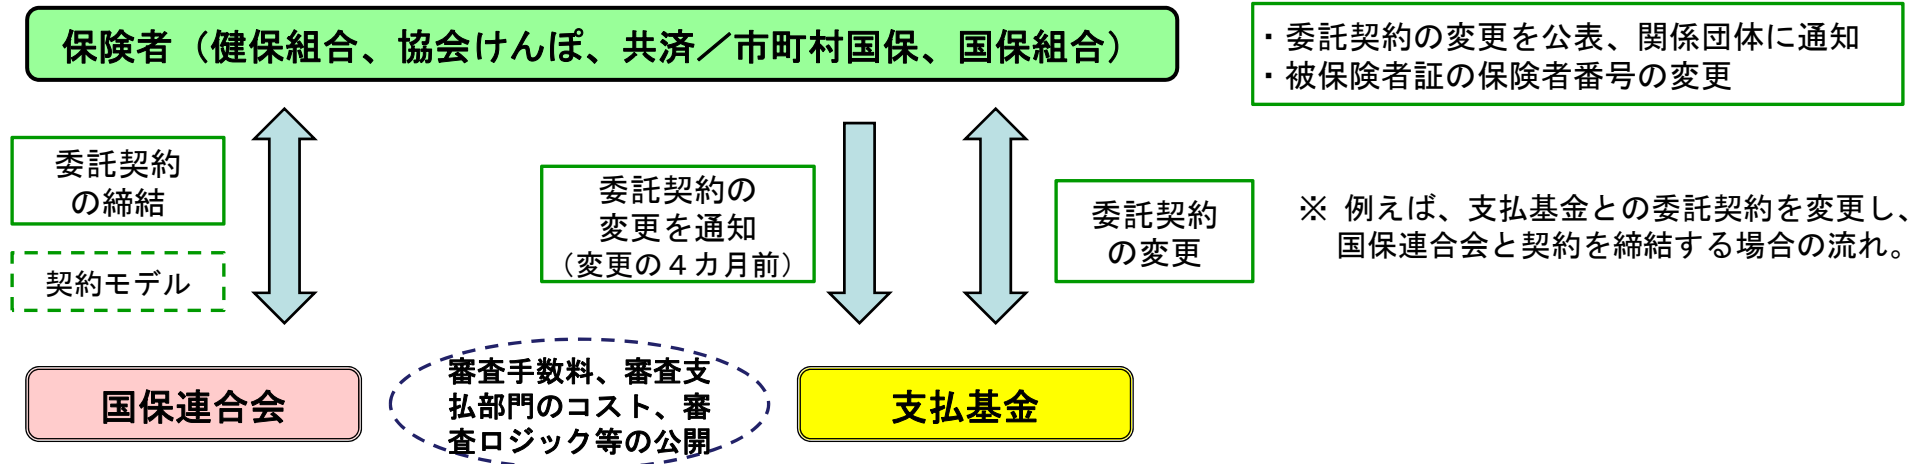 保険者（健保組合、協会けんぽ、共済／市町村国保、国保組合）
・委託契約の変更を公表、関係団体に通知
・被保険者証の保険者番号の変更
委託契約
の締結
契約モデル
委託契約の
変更を通知
（変更の４カ月前）
委託契約
の変更
※ 例えば、支払基金との委託契約を変更し、
国保連合会と契約を締結する場合の流れ。
国保連合会
審査手数料、審査支
払部門のコスト、審
査ロジック等の公開
支払基金